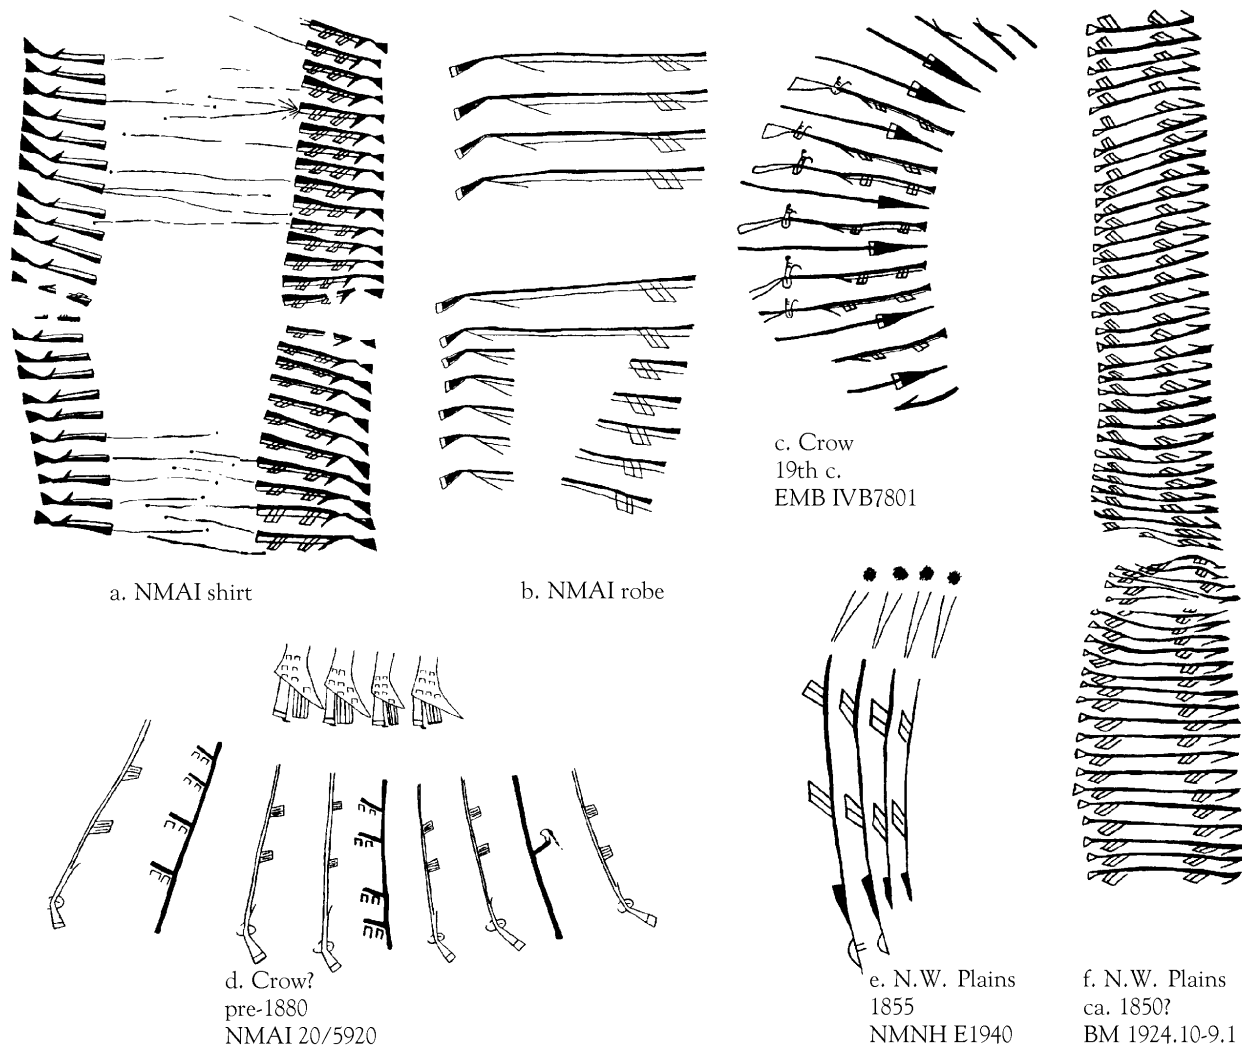 c. Crow
19th c.
EMB IVB7801
a. NMAI shirt
b. NMAI robe
d. Crow?
pre-1880
NMAI 20/5920
e. N.W. Plains
1855
NMNH E1940
f. N.W. Plains
ca. 1850?
BM 1924.10-9.1